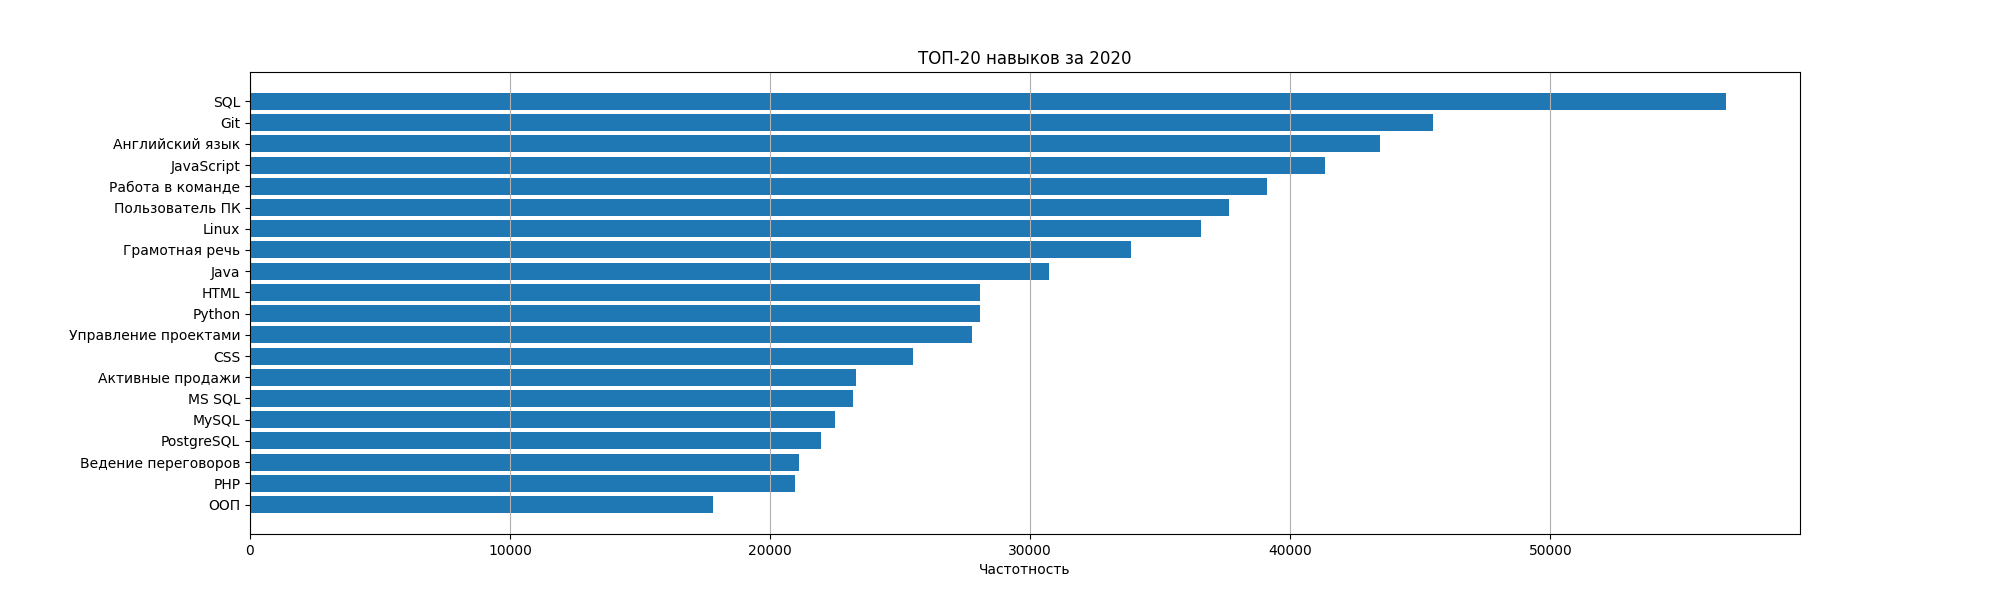 ТОП-20 навыков за 2020
SQL
Git
Английский язык
JavaScript
Работа в команде
Пользователь ПК
Linux
Грамотная речь
Java
HTML
Python
Управление проектами
CSS
Активные продажи
MS SQL
MySQL
PostgreSQL
Ведение переговоров
PHP
ООП
0 10000 20000 30000 40000 50000
Частотность